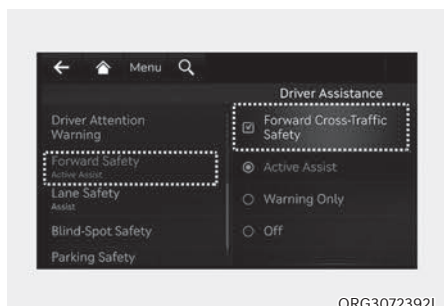 Menu
Driver Assistance
Driver Attention
Warning
Forward Safety
Active Assist
Lane Safety
Assist
Blind-Spot Safety
Parking Safety
Forward Cross-Traffic
Safety
Active Assist
Warning Only
Off
ORG3072392L